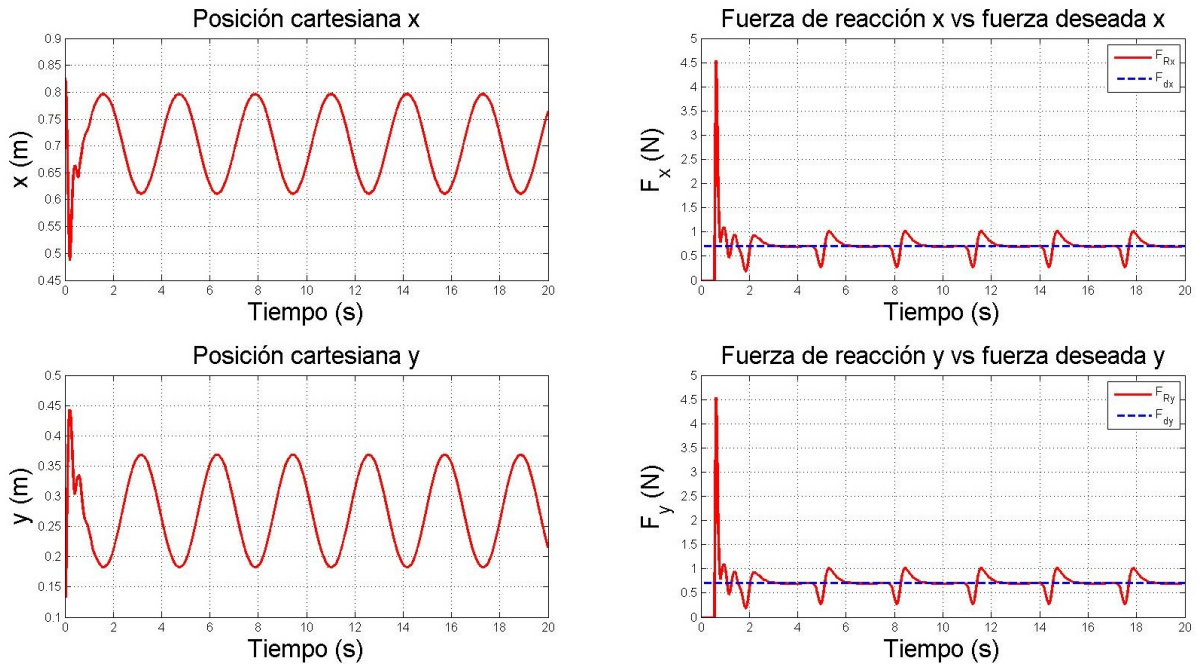 Posición cartesiana x
0.9
0.85
0.8
0.75
0.7
0.65
0.6
0.55
0.5
0.45
x (m)
0 2 4 6 8 10 12 14 16 18 20
Tiempo (s)
Fuerza de reacción x vs fuerza deseada x
5
4.5
4
3.5
3
2.5
2
1.5
1
0.5
0
F_x (N)
F_Rx
F_dx
0 2 4 6 8 10 12 14 16 18 20
Tiempo (s)
Posición cartesiana y
0.5
0.45
0.4
0.35
0.3
0.25
0.2
0.15
0.1
y (m)
0 2 4 6 8 10 12 14 16 18 20
Tiempo (s)
Fuerza de reacción y vs fuerza deseada y
5
4.5
4
3.5
3
2.5
2
1.5
1
0.5
0
F_y (N)
F_Ry
F_dy
0 2 4 6 8 10 12 14 16 18 20
Tiempo (s)